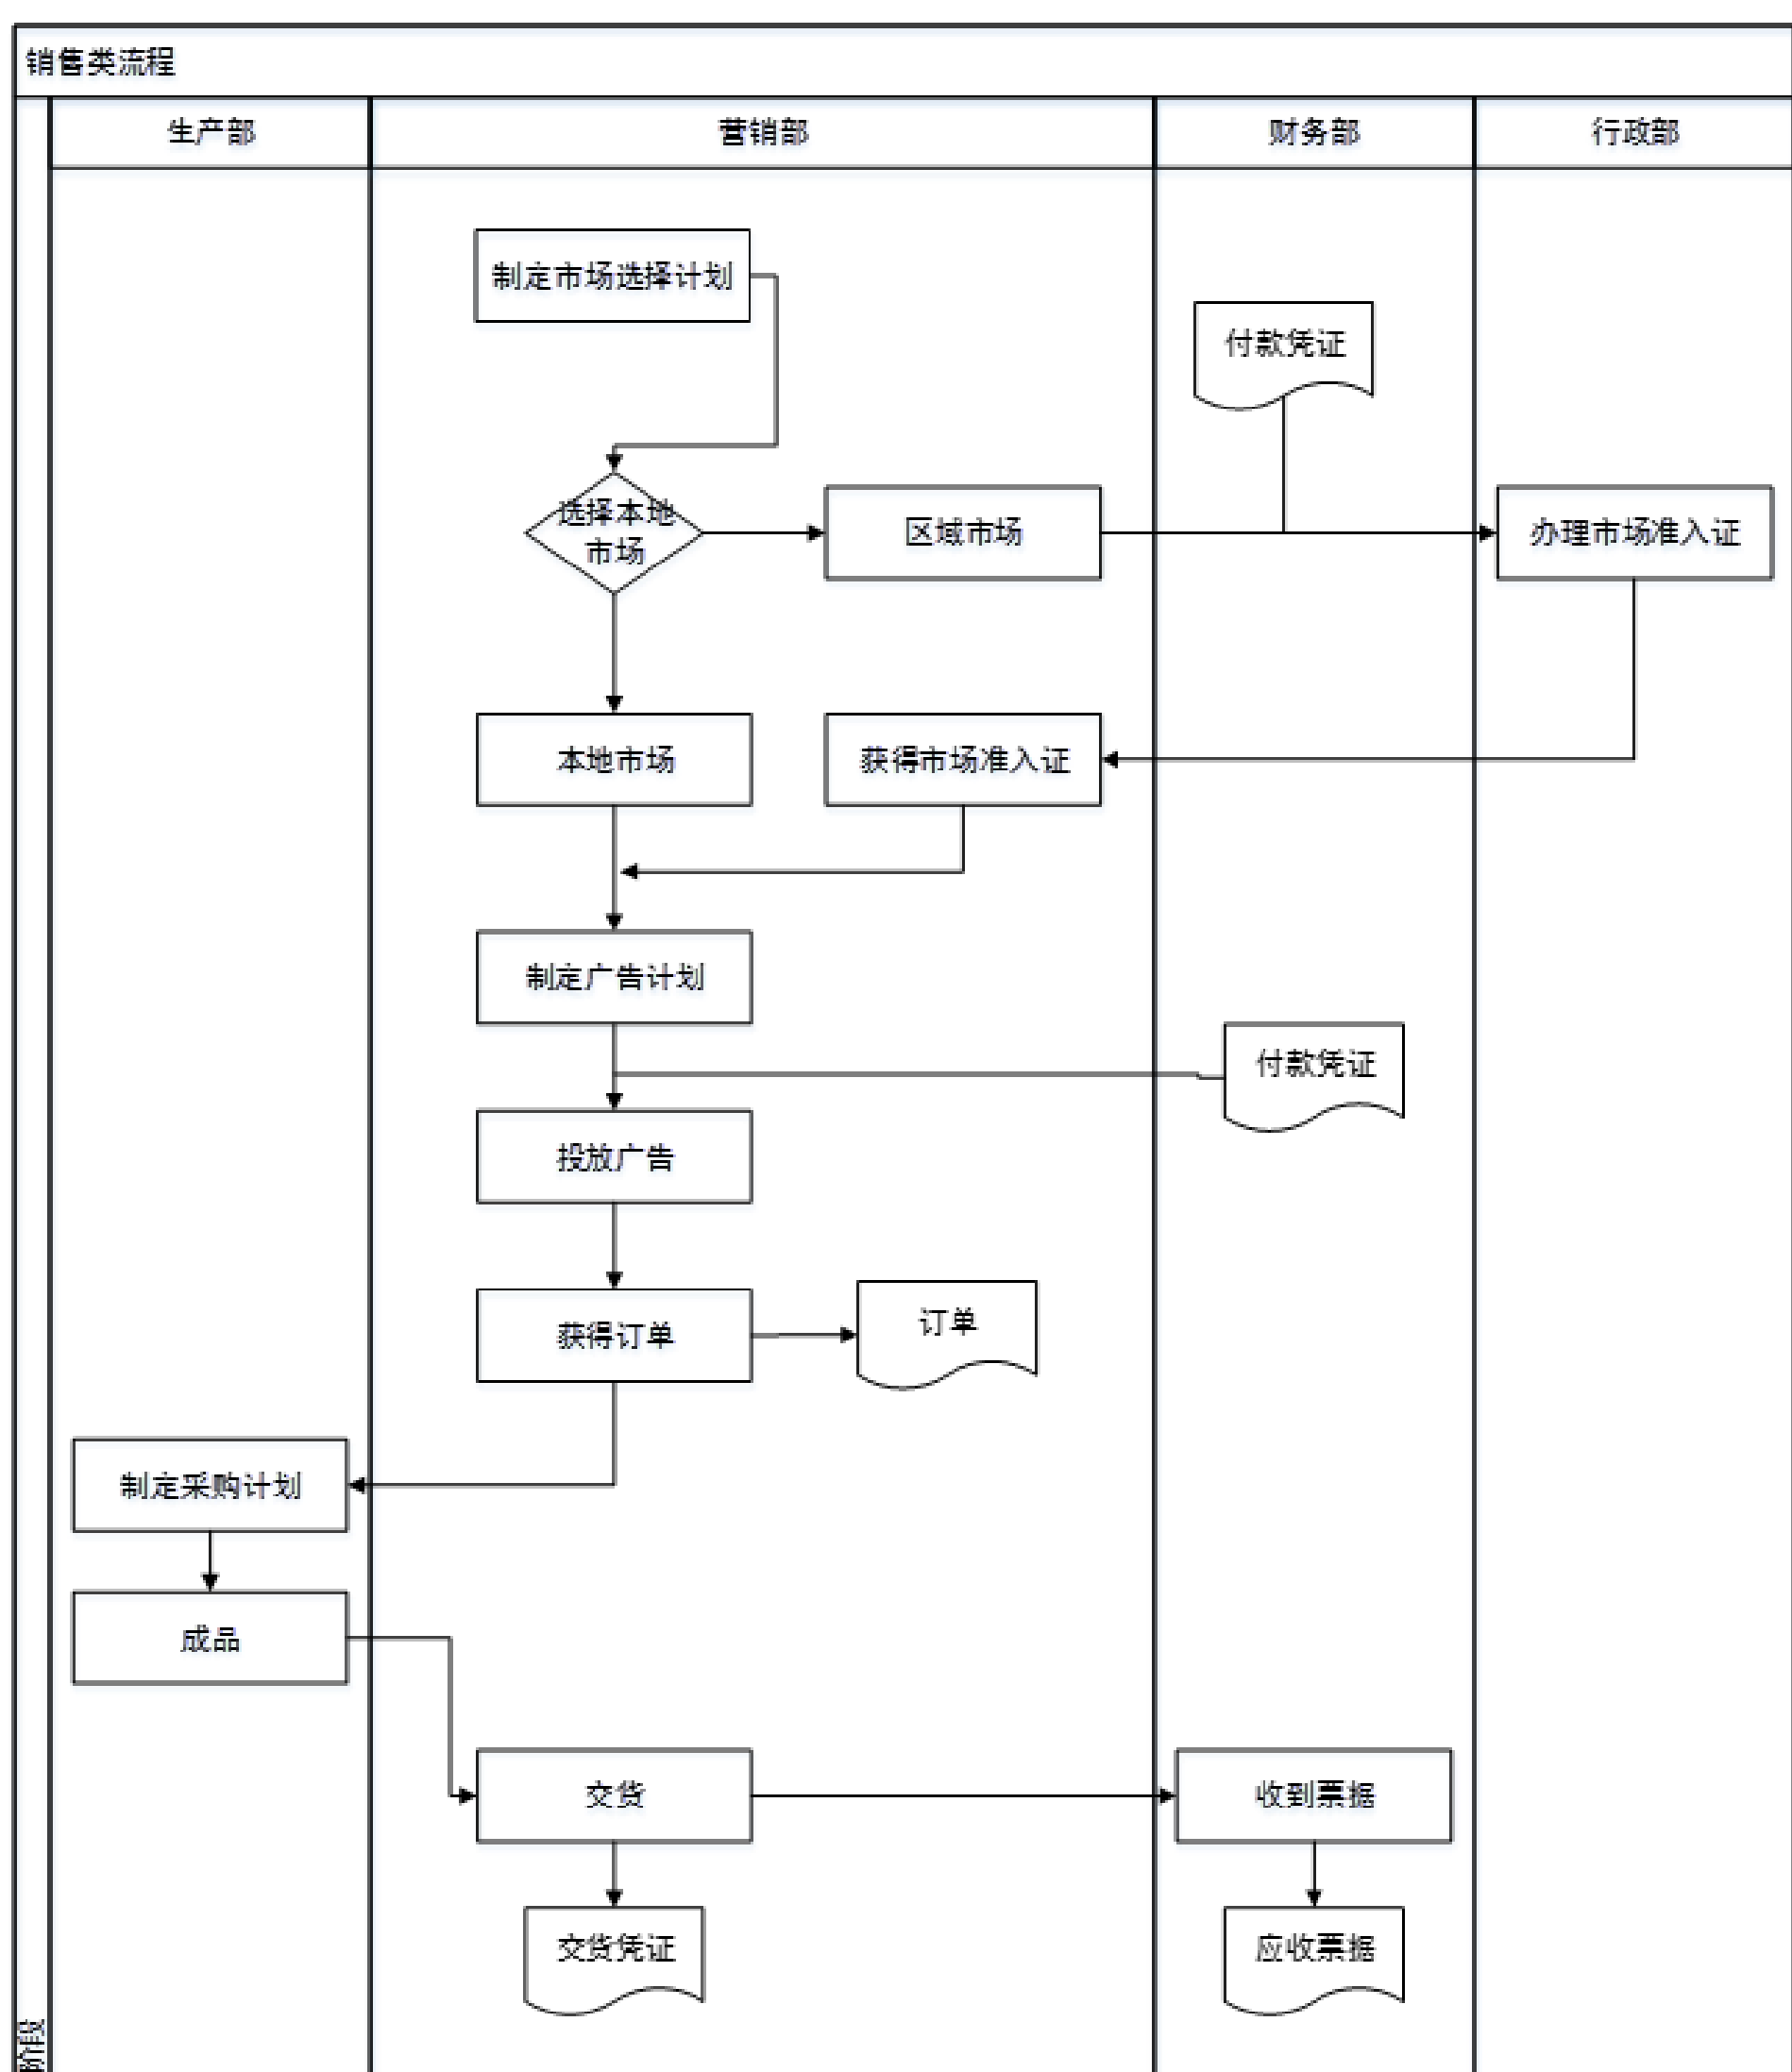 销售类流程
生产部
营销部
财务部
行政部
制定市场选择计划
付款凭证
选择本地
市场
区域市场
办理市场准入证
本地市场
获得市场准入证
制定广告计划
付款凭证
投放广告
获得订单
订单
制定采购计划
成品
交货
收到票据
交货凭证
应收票据
阶段